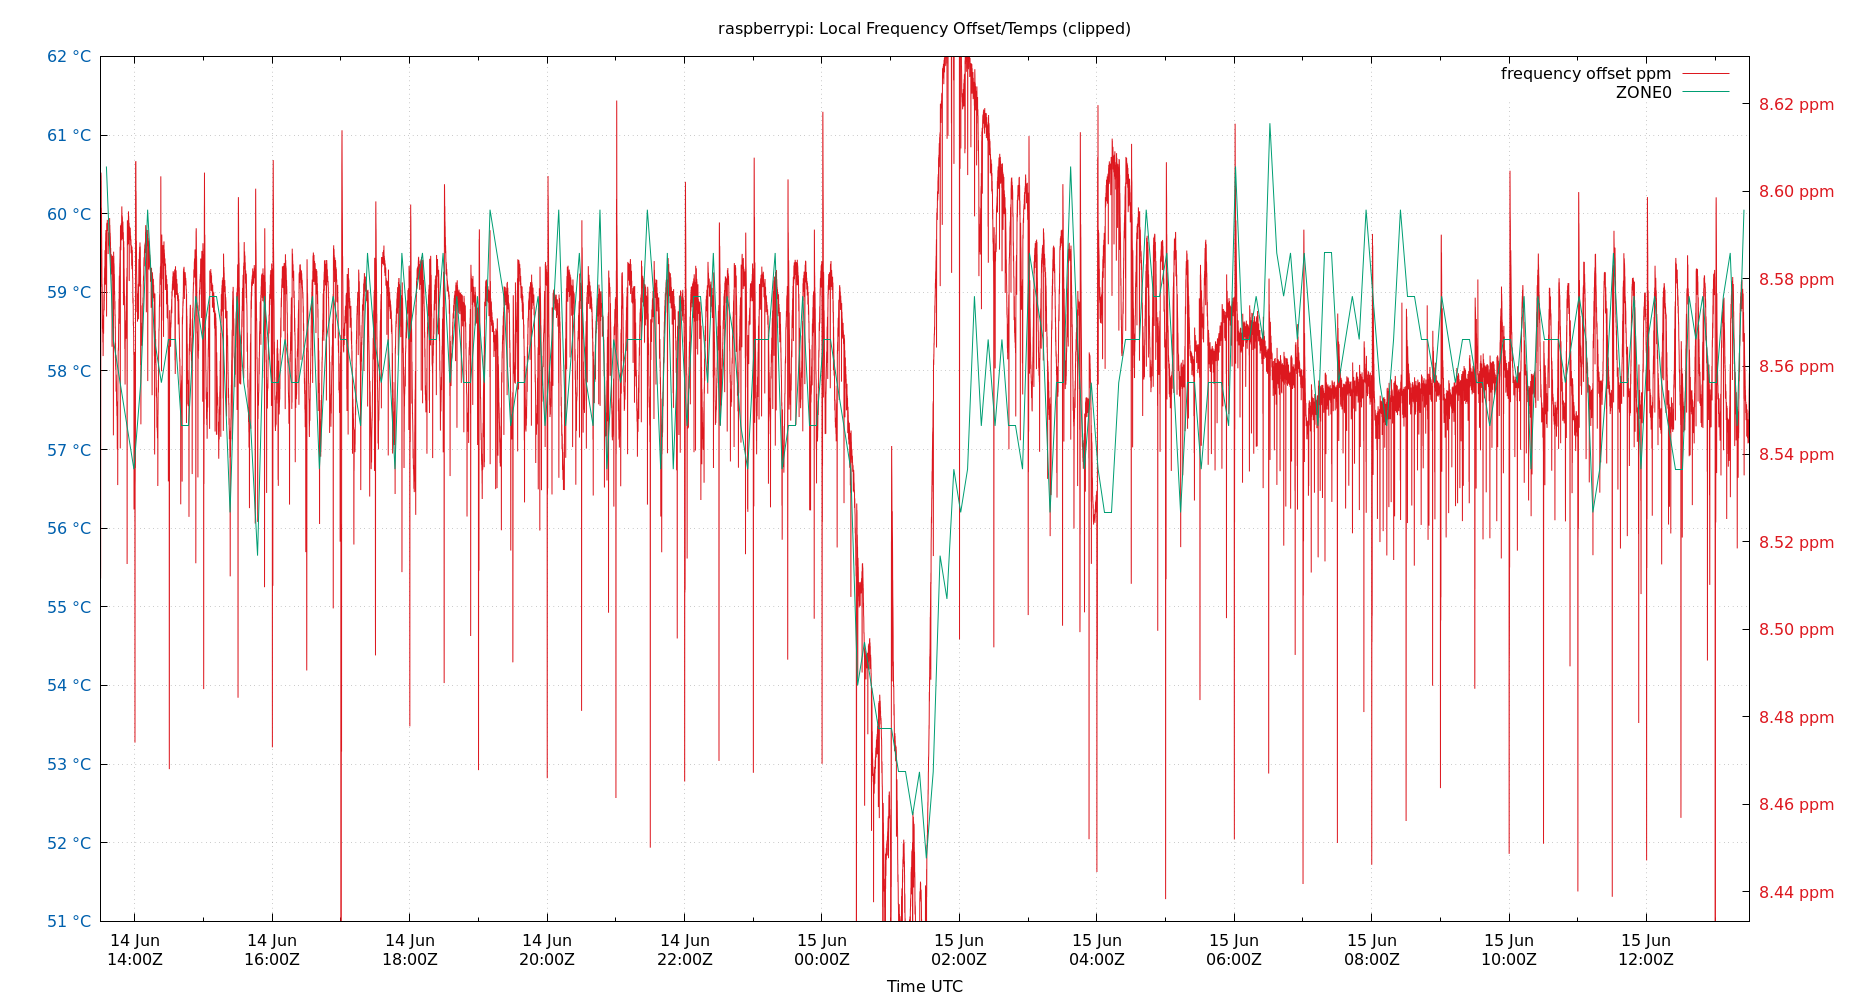 raspberrypi: Local Frequency Offset/Temps (clipped)
62 °C
61 °C
60 °C
59 °C
58 °C
57 °C
56 °C
55 °C
54 °C
53 °C
52 °C
51 °C
frequency offset ppm
ZONE0
8.62 ppm
8.60 ppm
8.58 ppm
8.56 ppm
8.54 ppm
8.52 ppm
8.50 ppm
8.48 ppm
8.46 ppm
8.44 ppm
14 Jun 14 Jun 14 Jun 14 Jun 14 Jun 15 Jun 15 Jun 15 Jun 15 Jun 15 Jun 15 Jun 15 Jun
14:00Z 16:00Z 18:00Z 20:00Z 22:00Z 00:00Z 02:00Z 04:00Z 06:00Z 08:00Z 10:00Z 12:00Z
Time UTC